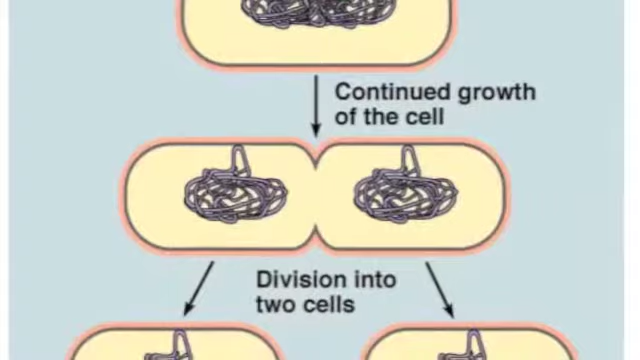 Continued growth
of the cell
Division into
two cells